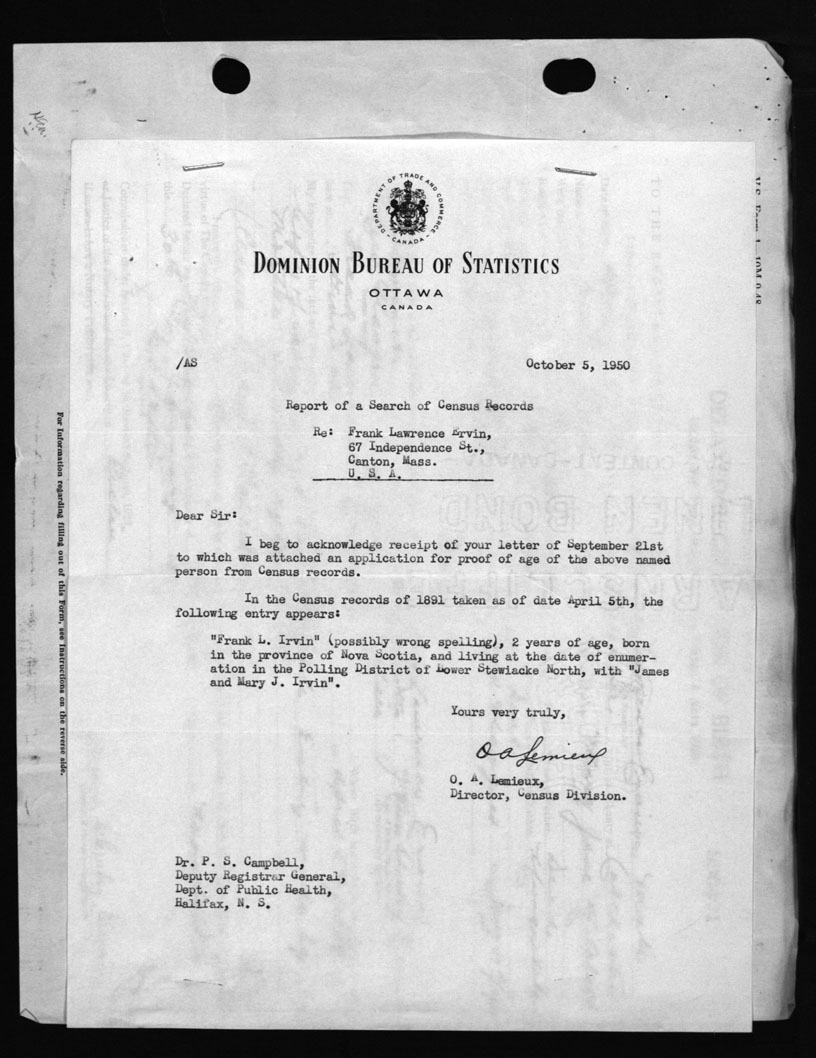 DEPARTMENT OF TRADE AND COMMERCE
- CANADA -
DOMINION BUREAU OF STATISTICS
OTTAWA
CANADA
/AS
October 5, 1950
Report of a Search of Census Records
Re: Frank Lawrence Ervin,
67 Independence St.,
Canton, Mass.
U. S. A.
Dear Sir:
I beg to acknowledge receipt of your letter of September 21st
to which was attached an application for proof of age of the above named
person from Census records.
In the Census records of 1891 taken as of date April 5th, the
following entry appears:
"Frank L. Irvin" (possibly wrong spelling), 2 years of age, born
in the province of Nova Scotia, and living at the date of enumer-
ation in the Polling District of Lower Stewiacke North, with "James
and Mary J. Irvin".
Yours very truly,
O A Lemieux
O. A. Lemieux,
Director, Census Division.
Dr. P. S. Campbell,
Deputy Registrar General,
Dept. of Public Health,
Halifax, N. S.
For Information regarding filling out of this Form, see Instructions on the reverse side.